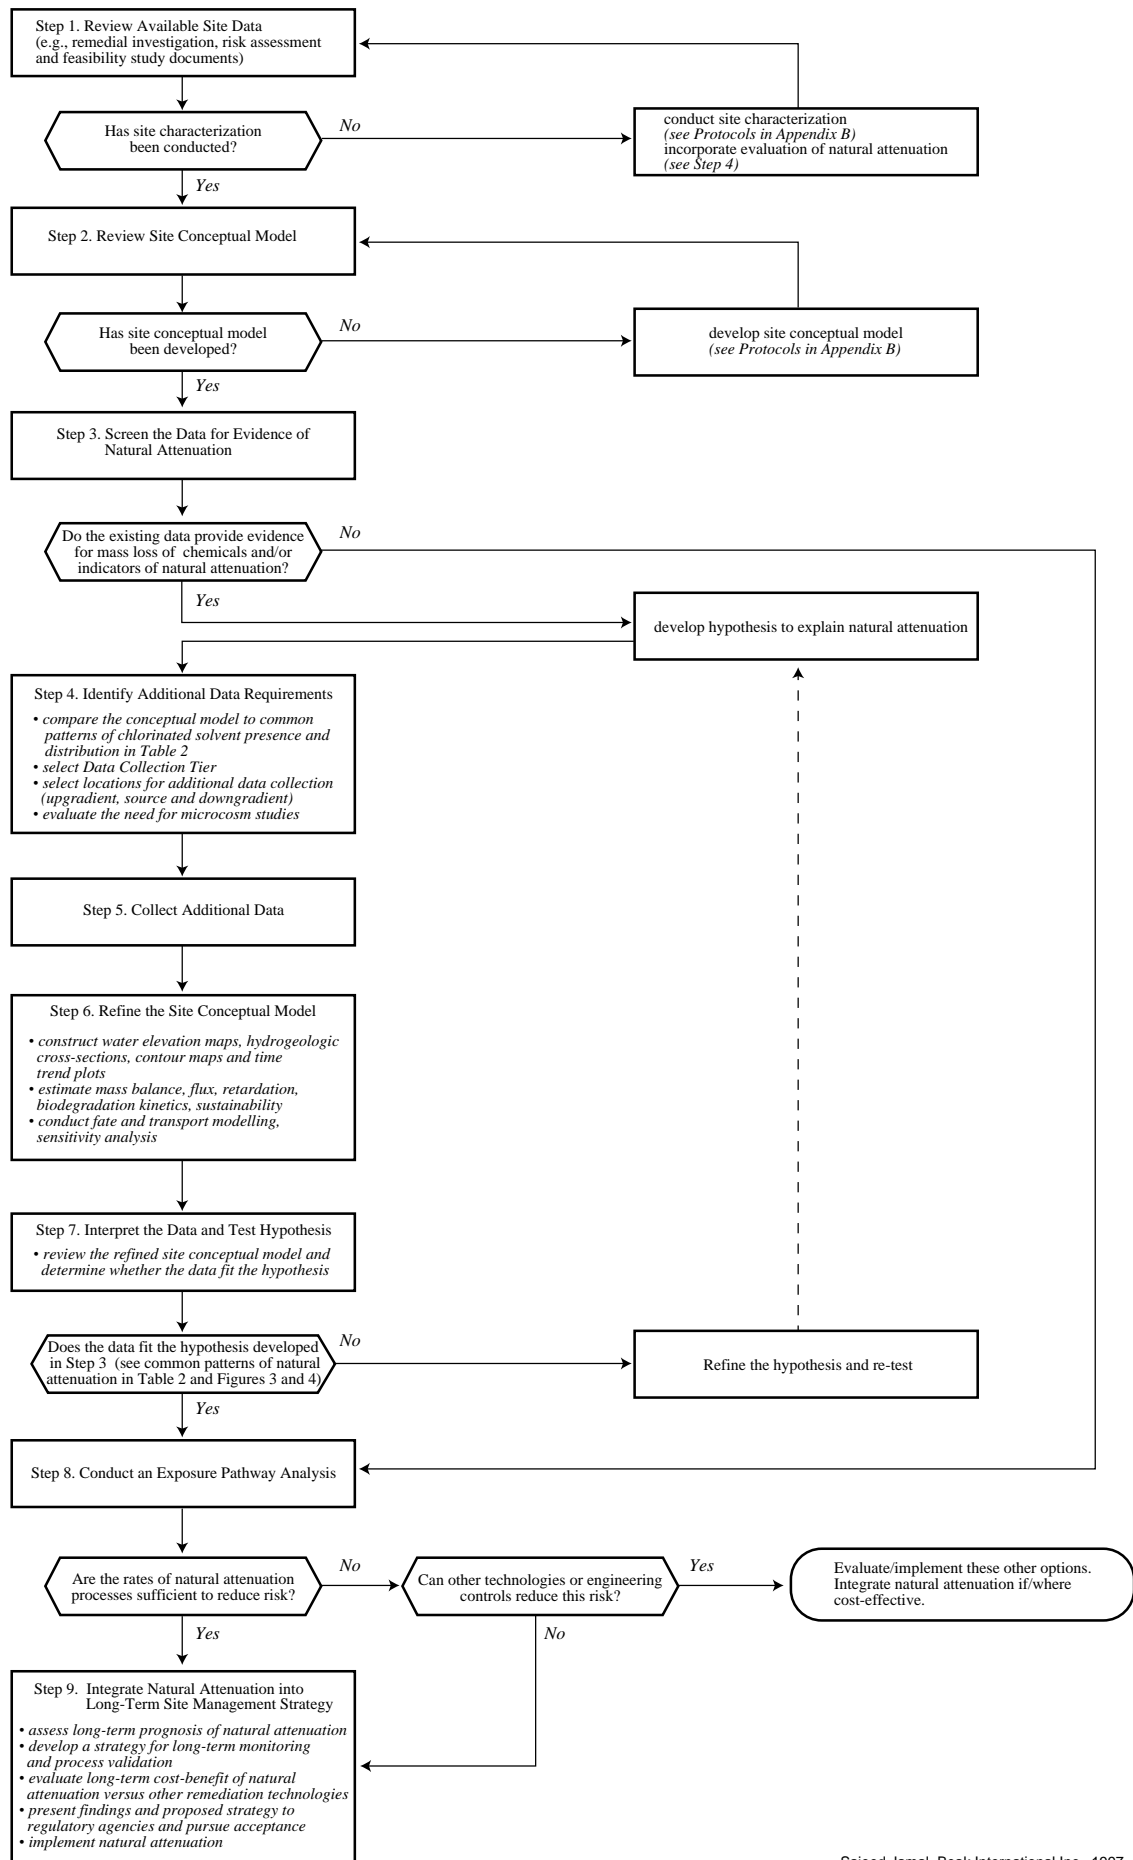 Step 1. Review Available Site Data
(e.g., remedial investigation, risk assessment
and feasibility study documents)
Has site characterization
been conducted?
No
conduct site characterization
(see Protocols in Appendix B)
incorporate evaluation of natural attenuation
(see Step 4)
Yes
Step 2. Review Site Conceptual Model
Has site conceptual model
been developed?
No
develop site conceptual model
(see Protocols in Appendix B)
Yes
Step 3. Screen the Data for Evidence of
Natural Attenuation
Do the existing data provide evidence
for mass loss of chemicals and/or
indicators of natural attenuation?
No
Yes
develop hypothesis to explain natural attenuation
Step 4. Identify Additional Data Requirements
• compare the conceptual model to common
patterns of chlorinated solvent presence and
distribution in Table 2
• select Data Collection Tier
• select locations for additional data collection
(upgradient, source and downgradient)
• evaluate the need for microcosm studies
Step 5. Collect Additional Data
Step 6. Refine the Site Conceptual Model
• construct water elevation maps, hydrogeologic
cross-sections, contour maps and time
trend plots
• estimate mass balance, flux, retardation,
biodegradation kinetics, sustainability
• conduct fate and transport modelling,
sensitivity analysis
Step 7. Interpret the Data and Test Hypothesis
• review the refined site conceptual model and
determine whether the data fit the hypothesis
Does the data fit the hypothesis developed
in Step 3 (see common patterns of natural
attenuation in Table 2 and Figures 3 and 4)
No
Refine the hypothesis and re-test
Yes
Step 8. Conduct an Exposure Pathway Analysis
Are the rates of natural attenuation
processes sufficient to reduce risk?
No
Can other technologies or engineering
controls reduce this risk?
Yes
Evaluate/implement these other options.
Integrate natural attenuation if/where
cost-effective.
Yes
No
Step 9. Integrate Natural Attenuation into
Long-Term Site Management Strategy
• assess long-term prognosis of natural attenuation
• develop a strategy for long-term monitoring
and process validation
• evaluate long-term cost-benefit of natural
attenuation versus other remediation technologies
• present findings and proposed strategy to
regulatory agencies and pursue acceptance
• implement natural attenuation